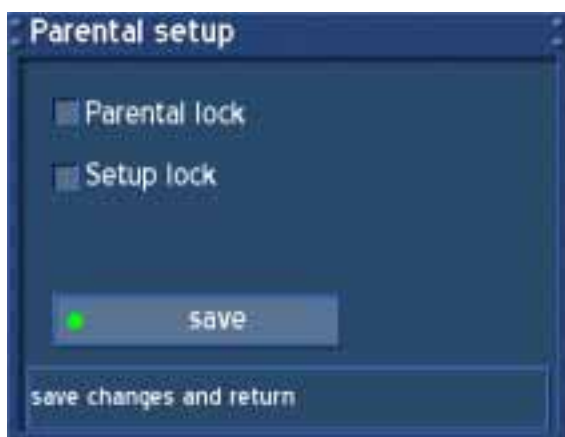 Parental setup
Parental lock
Setup lock
save
save changes and return